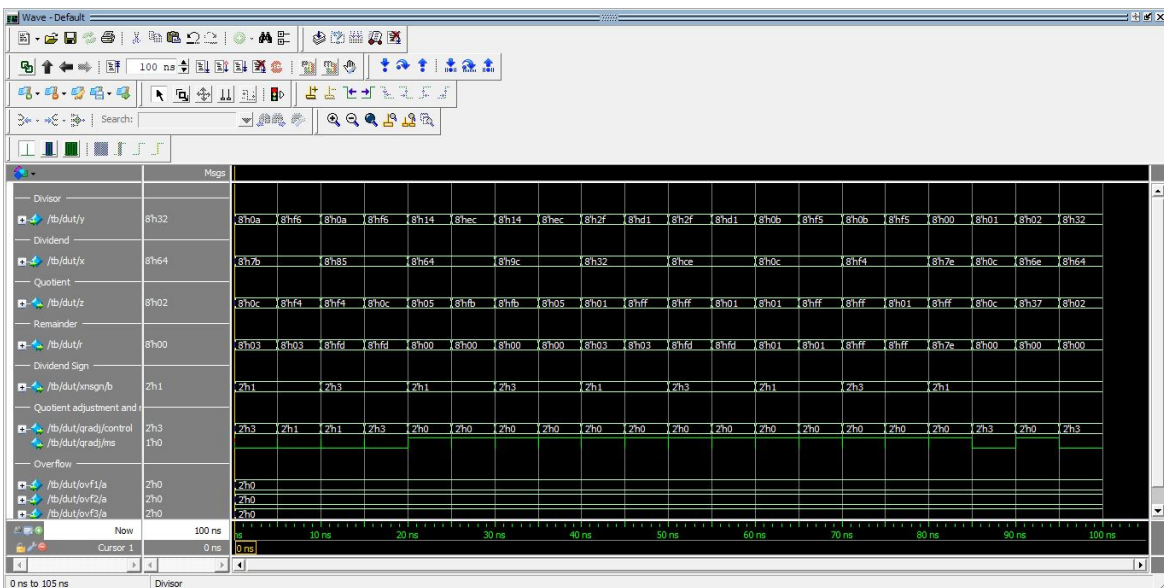 Wave - Default
100 ns
Search:
Msgs
Divisor
/tb/dut/y 8'h32 8'h0a 8'hf6 8'h0a 8'hf6 8'h14 8'hec 8'h14 8'hec 8'h2f 8'hd1 8'h2f 8'hd1 8'h0b 8'hf5 8'h0b 8'hf5 8'h00 8'h01 8'h02 8'h32
Dividend
/tb/dut/x 8'h64 8'h7b 8'h85 8'h64 8'h9c 8'h32 8'hce 8'h0c 8'hf4 8'h7e 8'h0c 8'h6e 8'h64
Quotient
/tb/dut/z 8'h02 8'h0c 8'hf4 8'hf4 8'h0c 8'h05 8'hfb 8'hfb 8'h05 8'h01 8'hff 8'hff 8'h01 8'h01 8'hff 8'hff 8'h01 8'hff 8'h0c 8'h37 8'h02
Remainder
/tb/dut/r 8'h00 8'h03 8'h03 8'hfd 8'hfd 8'h00 8'h00 8'h00 8'h00 8'h03 8'h03 8'hfd 8'hfd 8'h01 8'h01 8'hff 8'hff 8'h7e 8'h00 8'h00 8'h00
Dividend Sign
/tb/dut/xnsgn/b 2'h1 2'h1 2'h3 2'h1 2'h3 2'h1 2'h3 2'h1 2'h3 2'h1
Quotient adjustment and r
/tb/dut/qradj/control 2'h3 2'h3 2'h1 2'h1 2'h3 2'h0 2'h0 2'h0 2'h0 2'h0 2'h0 2'h0 2'h0 2'h0 2'h0 2'h0 2'h0 2'h0 2'h3 2'h0 2'h3
/tb/dut/qradj/ms 1'h0
Overflow
/tb/dut/ovf1/a 2'h0 2'h0
/tb/dut/ovf2/a 2'h0 2'h0
/tb/dut/ovf3/a 2'h0 2'h0
Now 100 ns ns 10 ns 20 ns 30 ns 40 ns 50 ns 60 ns 70 ns 80 ns 90 ns 100 ns
Cursor 1 0 ns 0 ns
0 ns to 105 ns Divisor